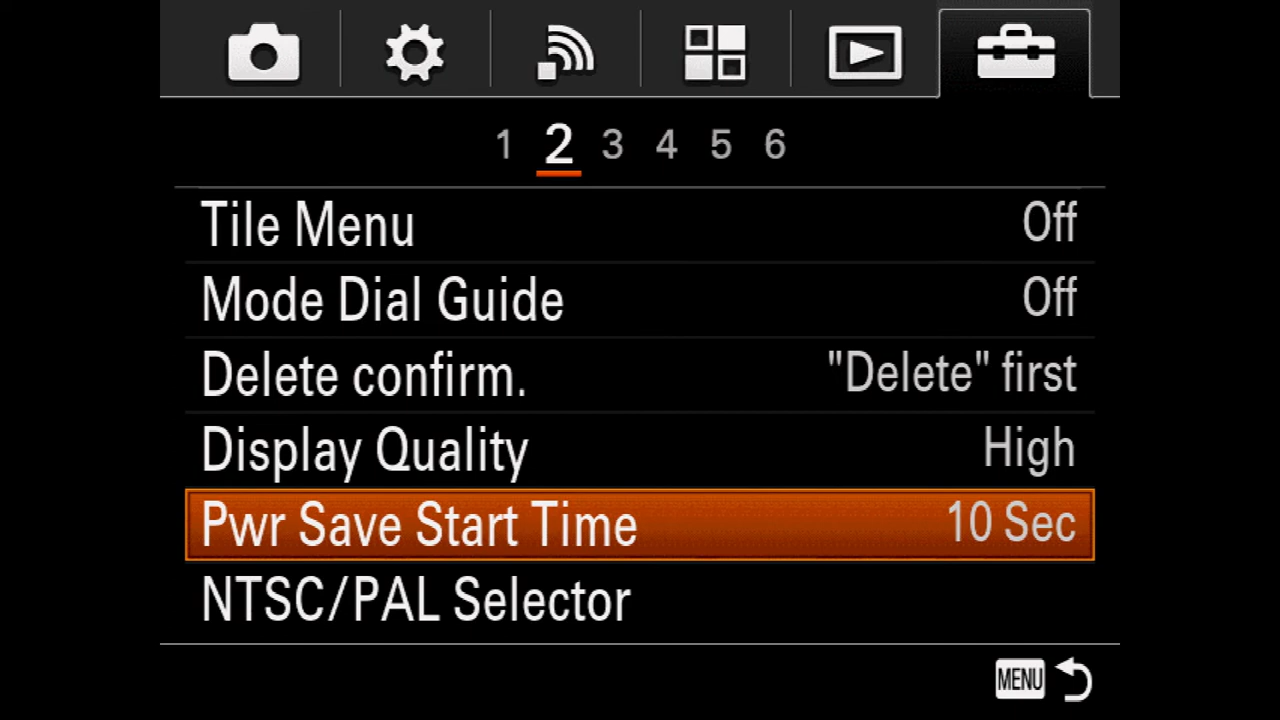 1 2 3 4 5 6
Tile Menu Off
Mode Dial Guide Off
Delete confirm. "Delete" first
Display Quality High
Pwr Save Start Time 10 Sec
NTSC/PAL Selector
MENU